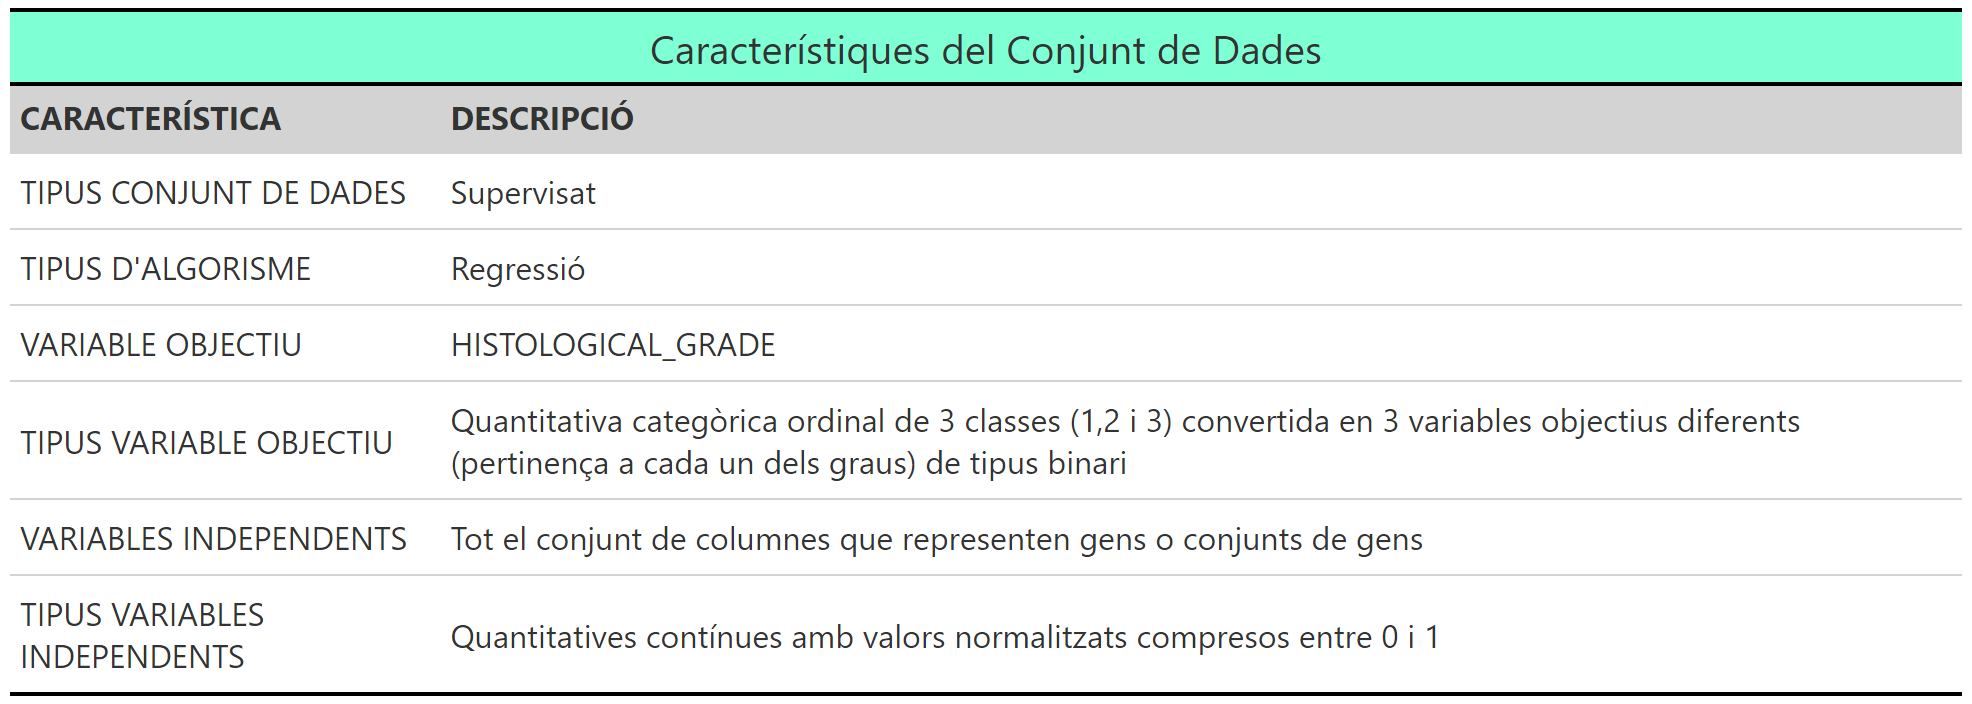 Característiques del Conjunt de Dades
CARACTERÍSTICA DESCRIPCIÓ
TIPUS CONJUNT DE DADES Supervisat
TIPUS D'ALGORISME Regressió
VARIABLE OBJECTIU HISTOLOGICAL_GRADE
TIPUS VARIABLE OBJECTIU
Quantitativa categòrica ordinal de 3 classes (1,2 i 3) convertida en 3 variables objectius diferents
(pertinença a cada un dels graus) de tipus binari
VARIABLES INDEPENDENTS Tot el conjunt de columnes que representen gens o conjunts de gens
TIPUS VARIABLES
INDEPENDENTS
Quantitatives contínues amb valors normalitzats compresos entre 0 i 1